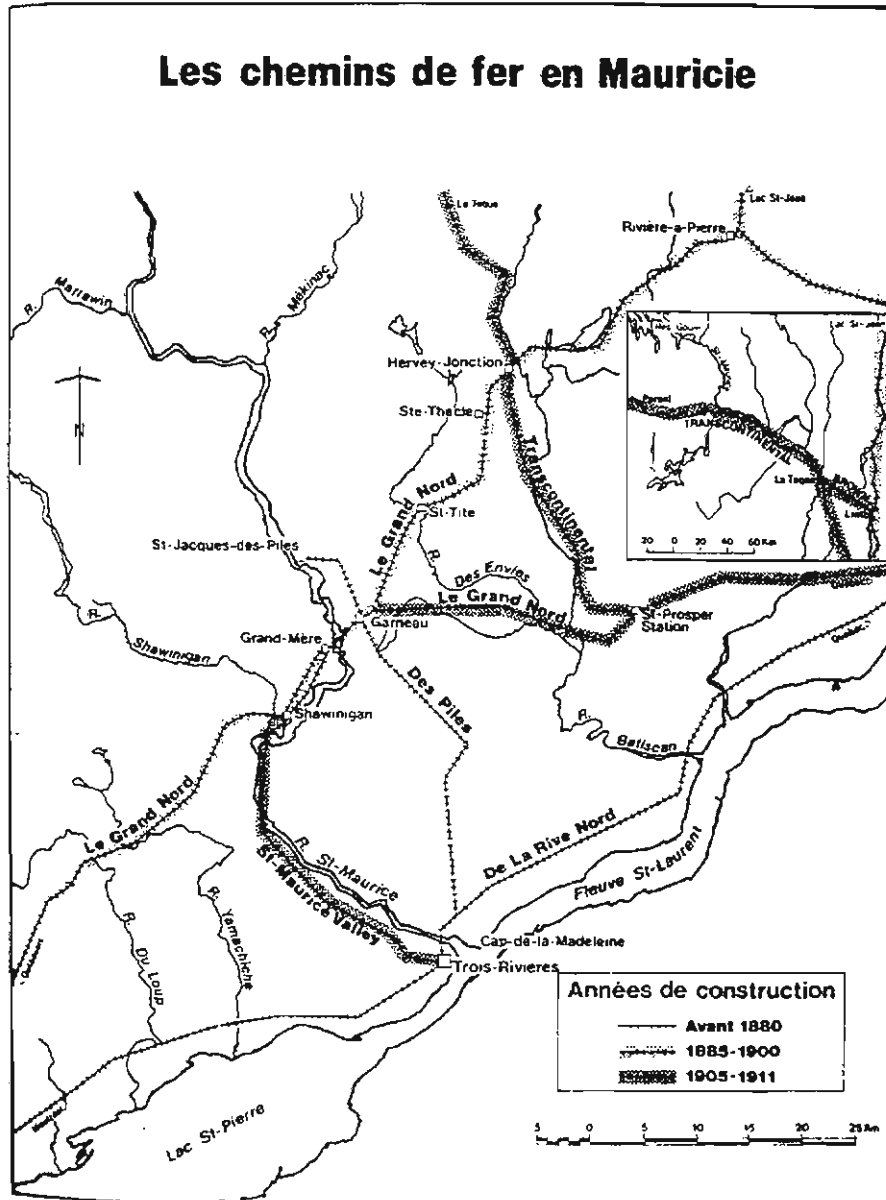 Les chemins de fer en Mauricie
La Tuque
Lac St-Jean
Rivière-a-Pierre
R. Mékinac
R. Mattawin
Hervey-Jonction
Ste-Thècle
N
Transcontinental
Le Grand Nord
St-Tite
St-Jacques-des-Piles
R. Des Envies
Le Grand Nord
Garneau
St-Prosper
Station
Grand-Mère
R.
Shawinigan
Des Piles
Shawinigan
R. Batiscan
Le Grand Nord
De La Rive Nord
R. St-Maurice
St-Maurice Valley
Fleuve St-Laurent
R. Yamachiche
R. Du Loup
Cap-de-la-Madeleine
Trois-Rivières
Lac St-Pierre
Lac St-Jean
TRANSCONTINENTAL
La Tuque
20 0 20 40 60 Km
Années de construction
Avant 1880
1885-1900
1905-1911
5 0 5 10 15 20 25 Km